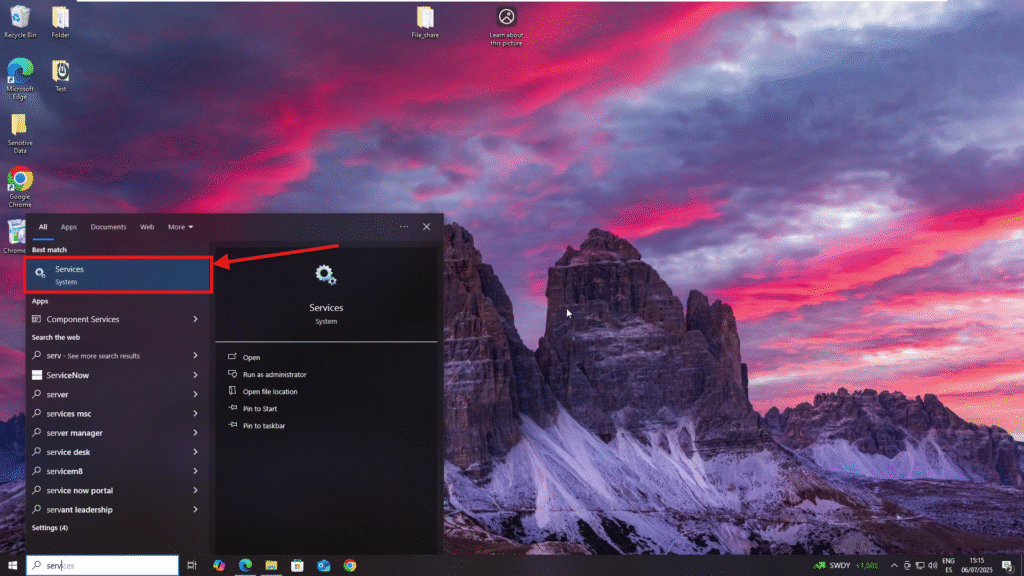 Recycle Bin
Folder
File_share
Learn about
this picture
Microsoft
Edge
Test
Sensitive
Data
Google
Chrome
Chrome
All Apps Documents Web More
Best match
Services
System
Apps
Component Services
Search the web
serv - See more search results
ServiceNow
server
services msc
server manager
service desk
servicem8
service now portal
servant leadership
Settings (4)
Services
System
Open
Run as administrator
Open file location
Pin to Start
Pin to taskbar
services
SWDY +1,58%
ENG
ES
15:15
06/07/2025
2